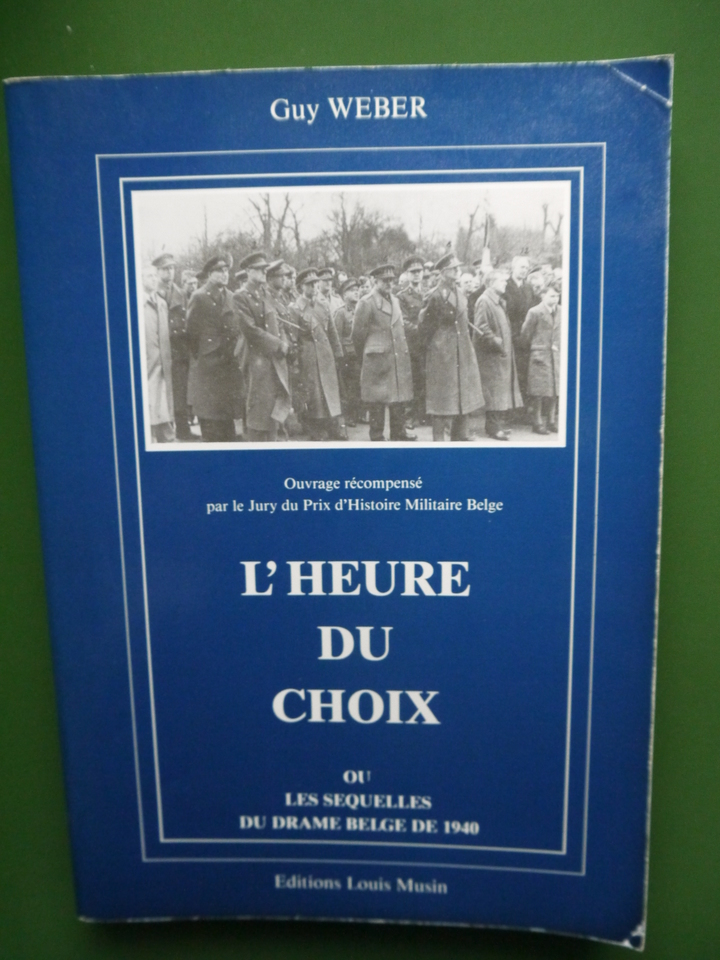 Guy WEBER
Ouvrage récompensé
par le Jury du Prix d'Histoire Militaire Belge
L'HEURE
DU
CHOIX
OU
LES SEQUELLES
DU DRAME BELGE DE 1940
Editions Louis Musin